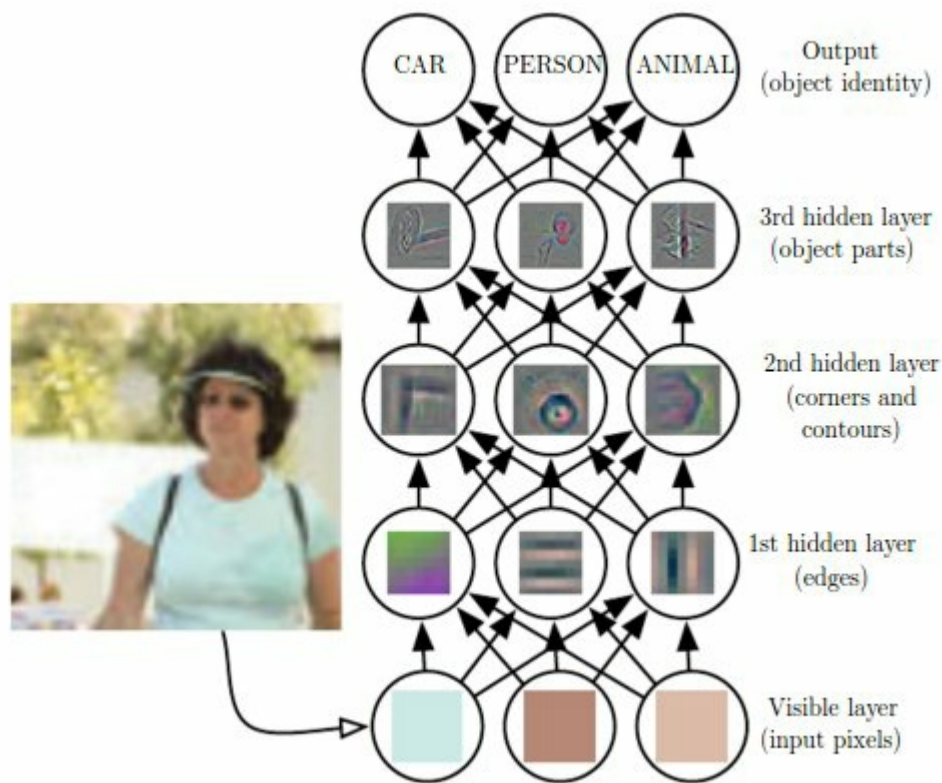 CAR
PERSON
ANIMAL
Output
(object identity)
3rd hidden layer
(object parts)
2nd hidden layer
(corners and
contours)
1st hidden layer
(edges)
Visible layer
(input pixels)